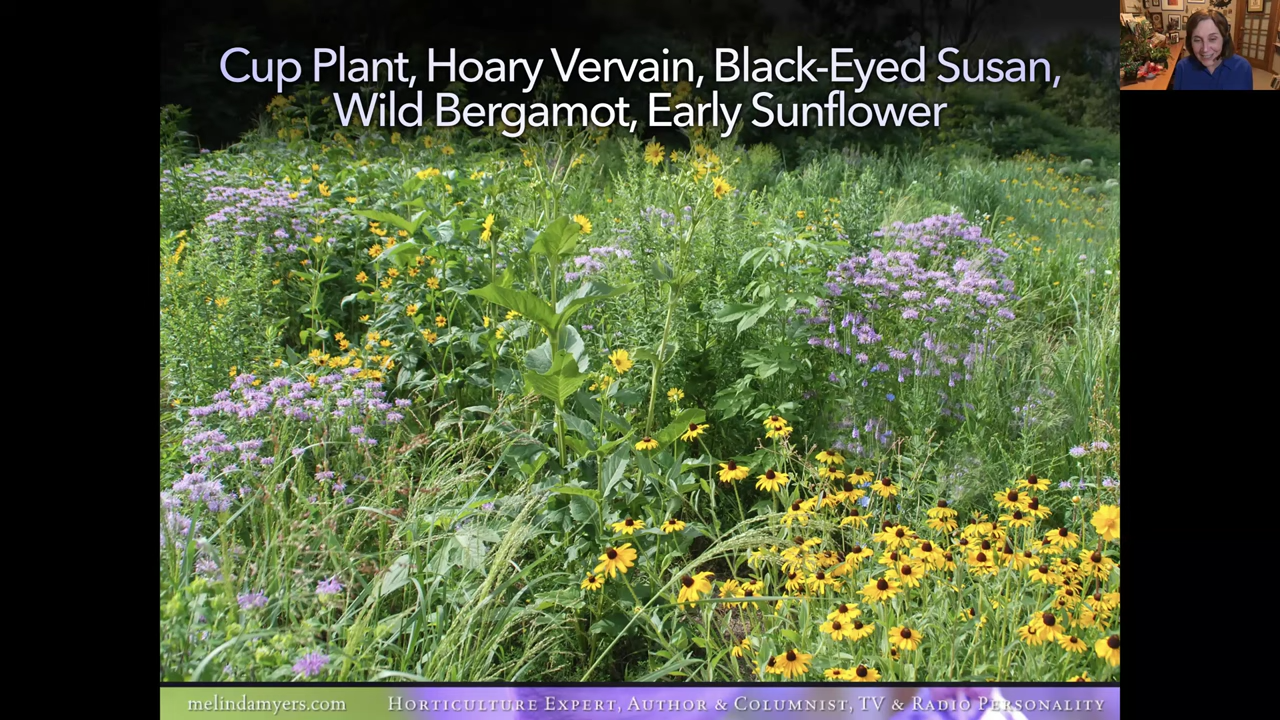 Cup Plant, Hoary Vervain, Black-Eyed Susan,
Wild Bergamot, Early Sunflower
melindamyers.com Horticulture Expert, Author & Columnist, TV & Radio Personality